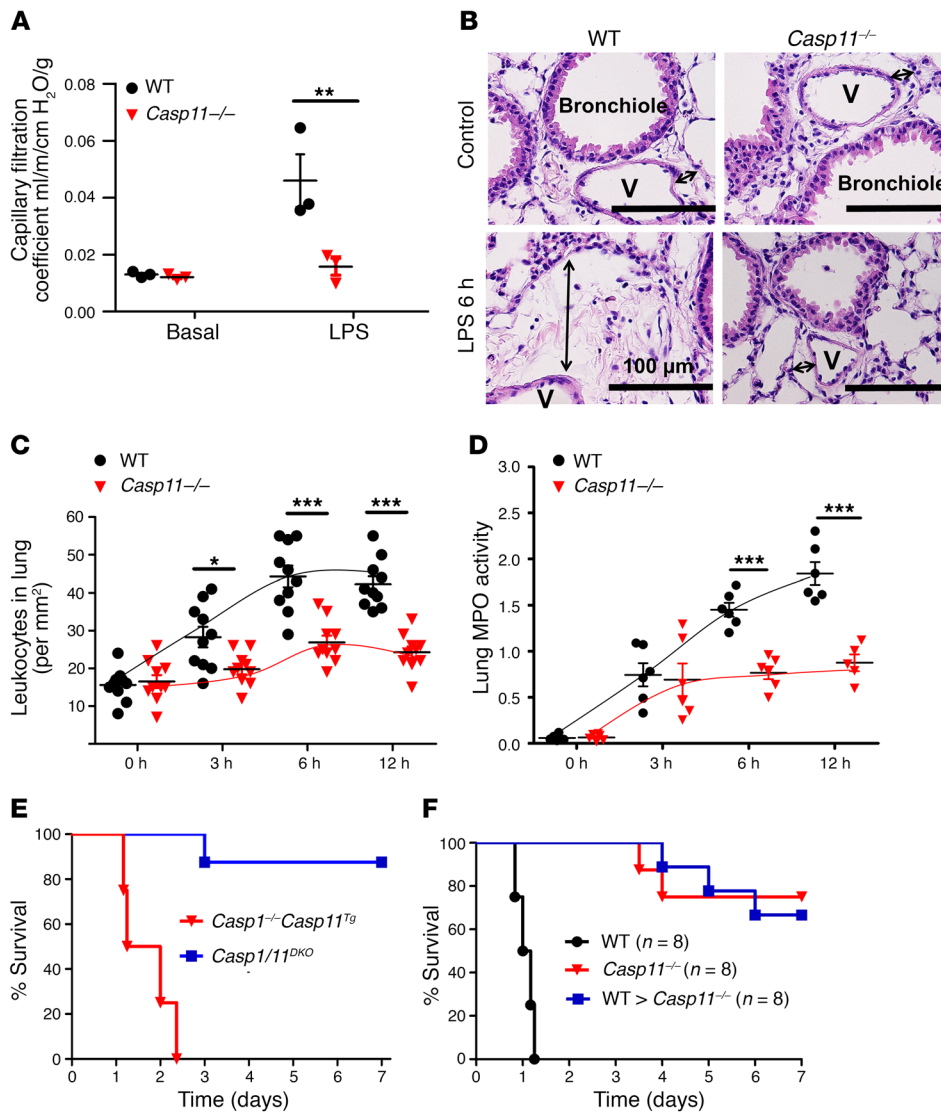 A
Capillary filtration
coefficient ml/m/cm H2O/g
WT
Casp11–/–
**
0.08
0.06
0.04
0.02
0.00
Basal
LPS
B
WT
Casp11–/–
Control
LPS 6 h
Bronchiole
V
V
Bronchiole
V
100 µm
V
C
WT
Casp11–/–
Leukocytes in lung
(per mm2)
60
50
40
30
20
10
*
***
***
0 h
3 h
6 h
12 h
D
WT
Casp11–/–
Lung MPO activity
3.0
2.5
2.0
1.5
1.0
0.5
0.0
***
***
0 h
3 h
6 h
12 h
E
% Survival
100
80
60
40
20
0
Casp1–/–Casp11Tg
Casp1/11DKO
0 1 2 3 4 5 6 7
Time (days)
F
% Survival
100
80
60
40
20
0
WT (n = 8)
Casp11–/– (n = 8)
WT > Casp11–/– (n = 8)
0 1 2 3 4 5 6 7
Time (days)